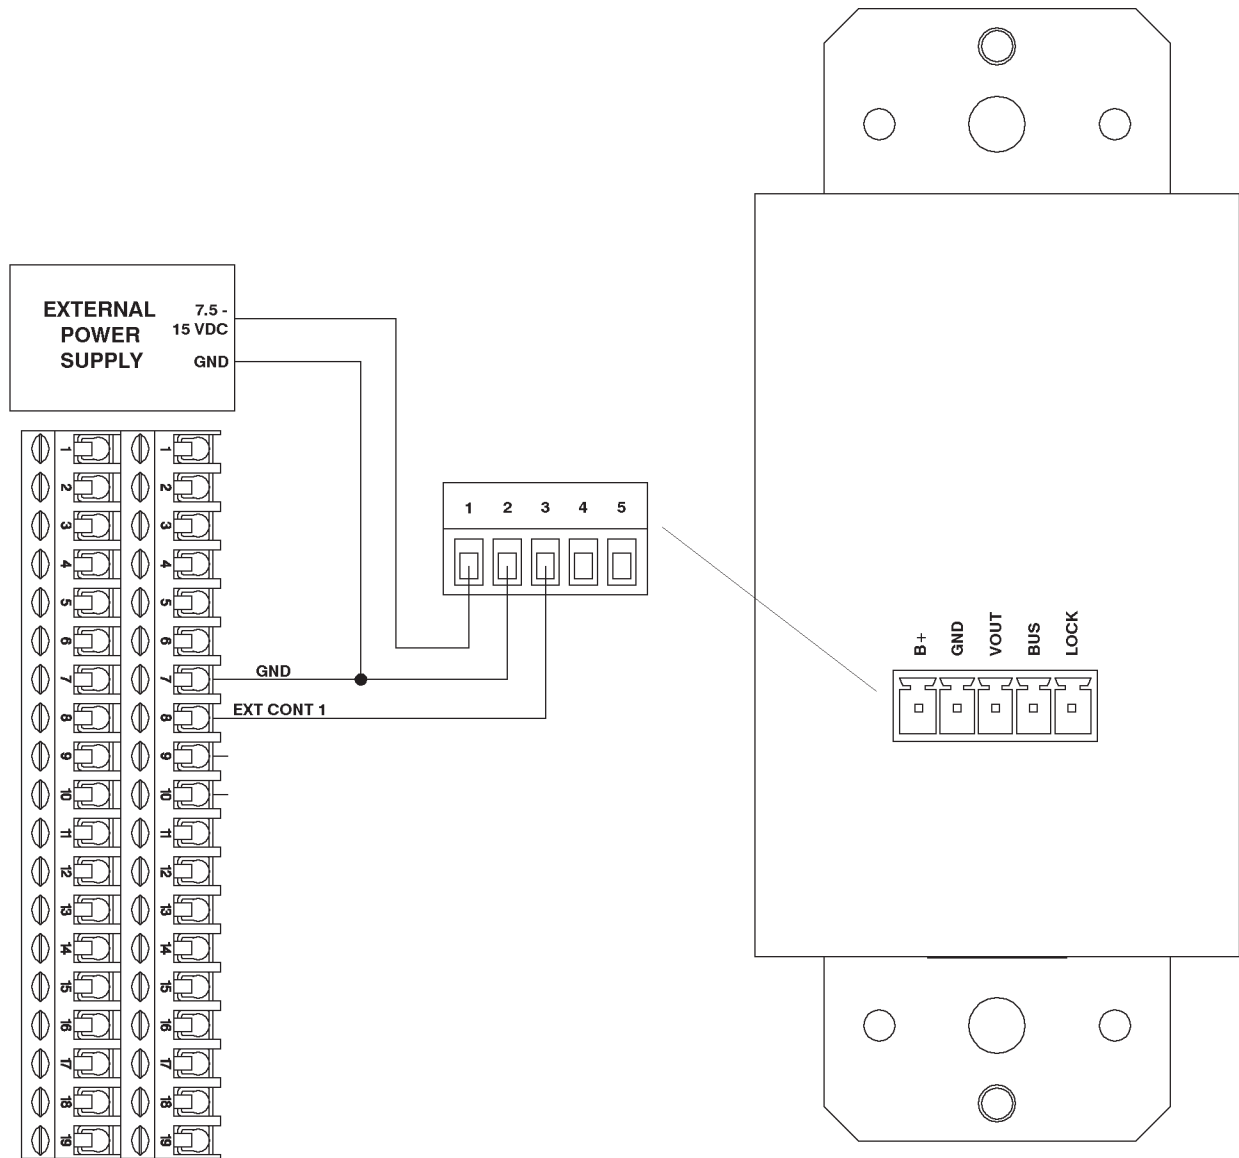 EXTERNAL
POWER
SUPPLY
7.5 -
15 VDC
GND
1 1
2 2
3 3
4 4
5 5
6 6
7 7
8 8
9 9
10 10
11 11
12 12
13 13
14 14
15 15
16 16
17 17
18 18
19 19
GND
EXT CONT 1
1 2 3 4 5
B+
GND
VOUT
BUS
LOCK